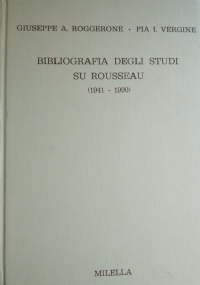 GIUSEPPE A. ROGGERONE - PIA I. VERGINE
BIBLIOGRAFIA DEGLI STUDI
SU ROUSSEAU
(1941 - 1990)
MILELLA